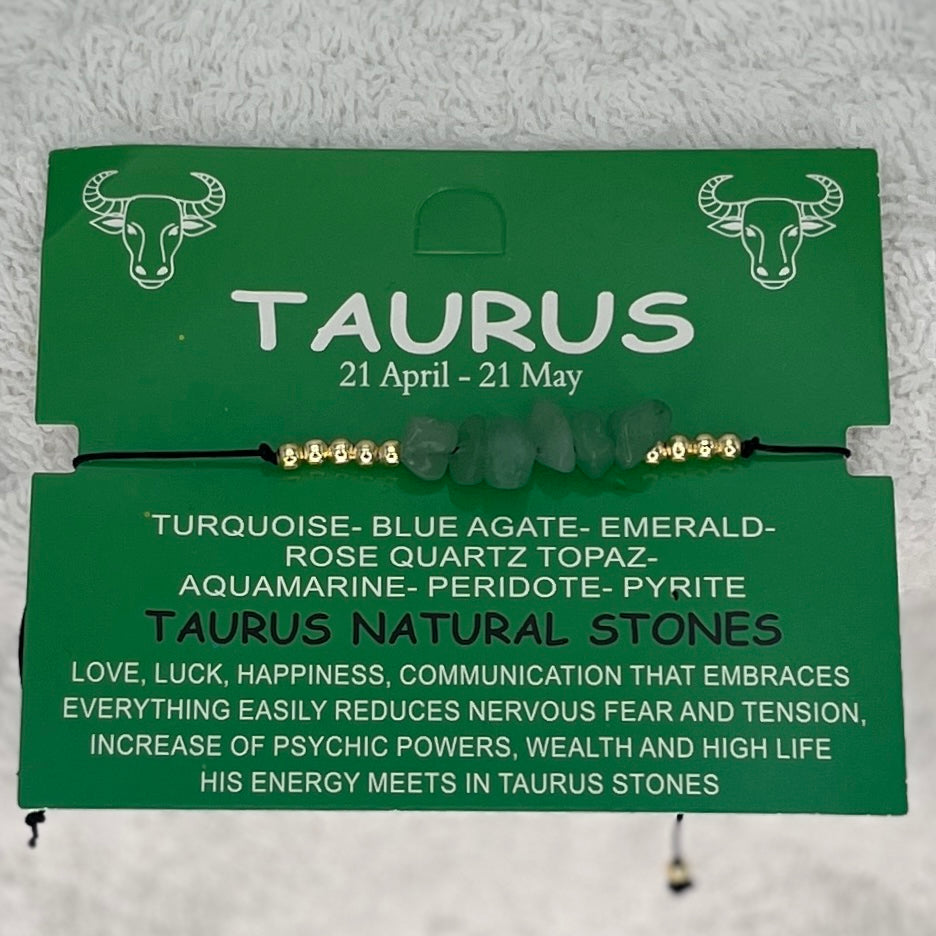 TAURUS
21 April - 21 May
TURQUOISE- BLUE AGATE- EMERALD-
ROSE QUARTZ TOPAZ-
AQUAMARINE- PERIDOTE- PYRITE
TAURUS NATURAL STONES
LOVE, LUCK, HAPPINESS, COMMUNICATION THAT EMBRACES
EVERYTHING EASILY REDUCES NERVOUS FEAR AND TENSION,
INCREASE OF PSYCHIC POWERS, WEALTH AND HIGH LIFE
HIS ENERGY MEETS IN TAURUS STONES